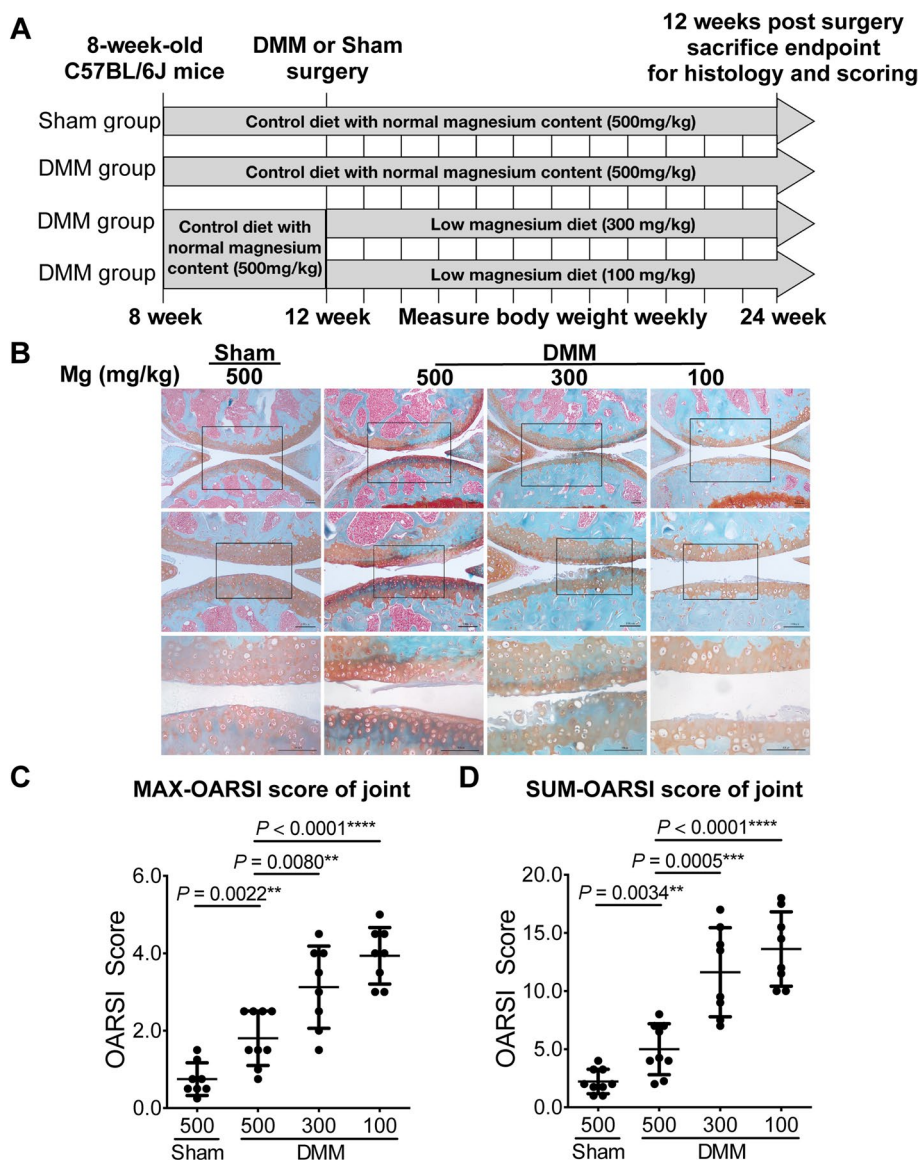 A
8-week-old
C57BL/6J mice
DMM or Sham
surgery
12 weeks post surgery
sacrifice endpoint
for histology and scoring
Sham group
Control diet with normal magnesium content (500mg/kg)
DMM group
Control diet with normal magnesium content (500mg/kg)
DMM group
Control diet with
normal magnesium
content (500mg/kg)
Low magnesium diet (300 mg/kg)
DMM group
Low magnesium diet (100 mg/kg)
8 week
12 week
Measure body weight weekly
24 week
B
Sham
DMM
Mg (mg/kg)
500
500
300
100
C
MAX-OARSI score of joint
P < 0.0001****
P = 0.0080**
P = 0.0022**
OARSI Score
6.0
4.0
2.0
0.0
500
500
300
100
Sham
DMM
D
SUM-OARSI score of joint
P < 0.0001****
P = 0.0005***
P = 0.0034**
OARSI Score
20.0
15.0
10.0
5.0
0.0
500
500
300
100
Sham
DMM